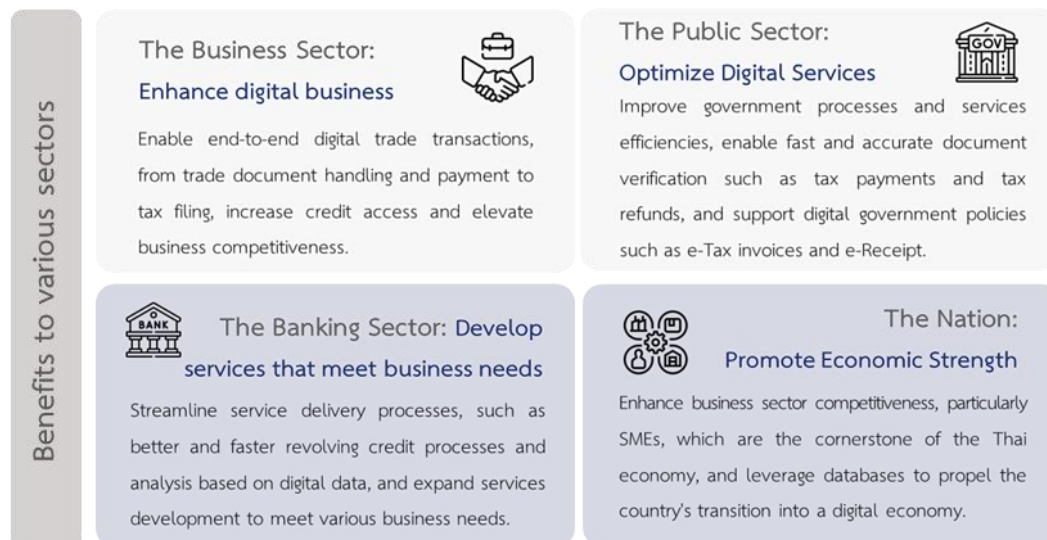 Benefits to various sectors
The Business Sector:
Enhance digital business
Enable end-to-end digital trade transactions,
from trade document handling and payment to
tax filing, increase credit access and elevate
business competitiveness.
The Public Sector:
Optimize Digital Services
GOV
Improve government processes and services
efficiencies, enable fast and accurate document
verification such as tax payments and tax
refunds, and support digital government policies
such as e-Tax invoices and e-Receipt.
BANK
The Banking Sector: Develop
services that meet business needs
Streamline service delivery processes, such as
better and faster revolving credit processes and
analysis based on digital data, and expand services
development to meet various business needs.
The Nation:
Promote Economic Strength
Enhance business sector competitiveness, particularly
SMEs, which are the cornerstone of the Thai
economy, and leverage databases to propel the
country's transition into a digital economy.